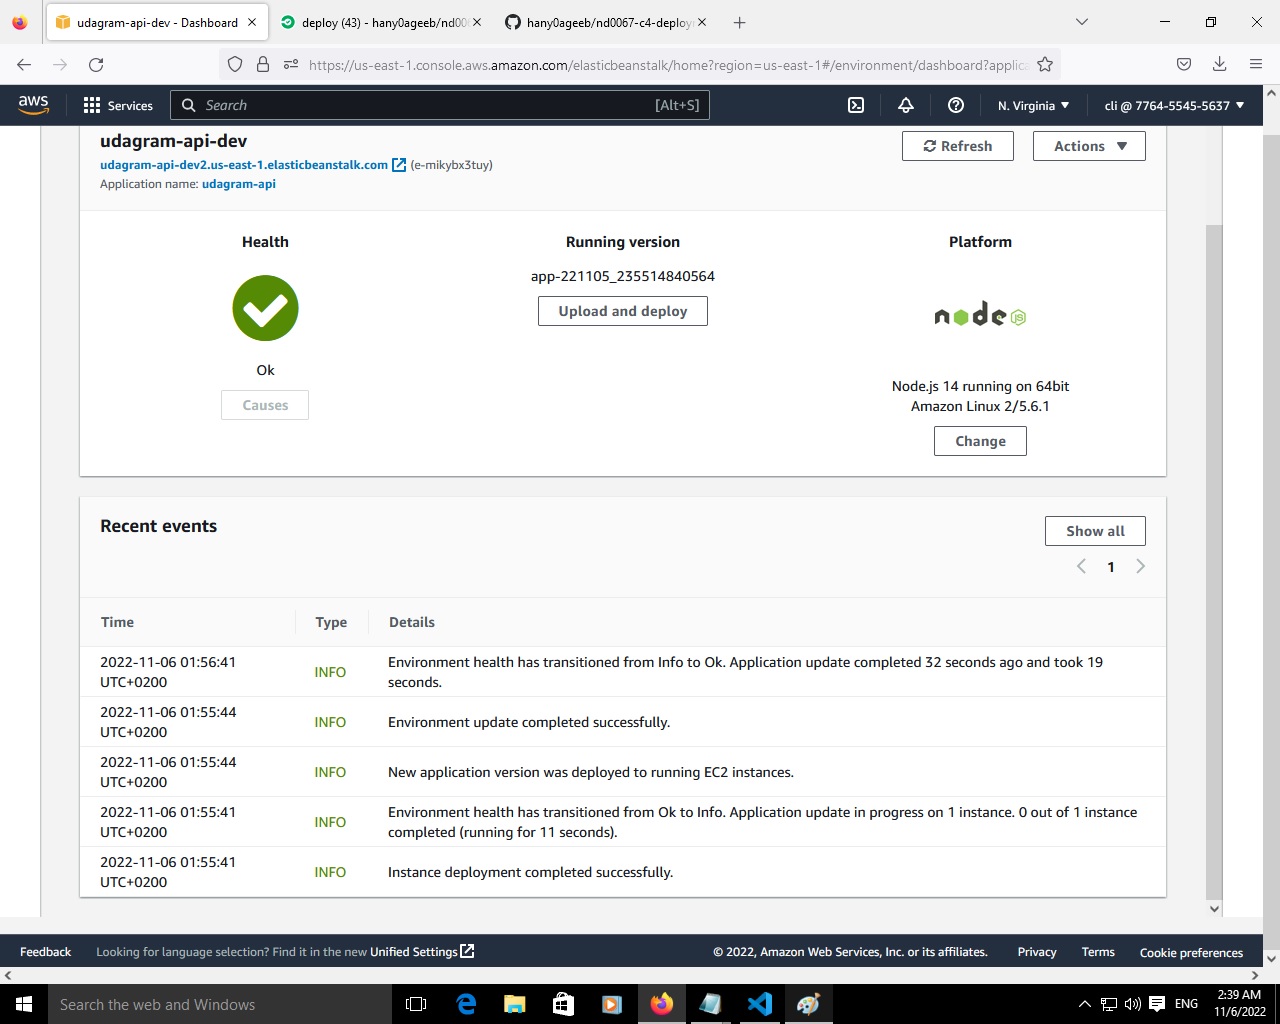 udagram-api-dev - Dashboard
deploy (43) - hany0ageeb/nd00
hany0ageeb/nd0067-c4-deploy
https://us-east-1.console.aws.amazon.com/elasticbeanstalk/home?region=us-east-1#/environment/dashboard?applic
aws
Services
Search
[Alt+S]
N. Virginia
cli @ 7764-5545-5637
udagram-api-dev
Refresh
Actions
udagram-api-dev2.us-east-1.elasticbeanstalk.com (e-mikybx3tuy)
Application name: udagram-api
Health
Running version
Platform
app-221105_235514840564
Upload and deploy
node
JS
Ok
Causes
Node.js 14 running on 64bit
Amazon Linux 2/5.6.1
Change
Recent events
Show all
1
Time
Type
Details
2022-11-06 01:56:41
UTC+0200
INFO
Environment health has transitioned from Info to Ok. Application update completed 32 seconds ago and took 19
seconds.
2022-11-06 01:55:44
UTC+0200
INFO
Environment update completed successfully.
2022-11-06 01:55:44
UTC+0200
INFO
New application version was deployed to running EC2 instances.
2022-11-06 01:55:41
UTC+0200
INFO
Environment health has transitioned from Ok to Info. Application update in progress on 1 instance. 0 out of 1 instance
completed (running for 11 seconds).
2022-11-06 01:55:41
UTC+0200
INFO
Instance deployment completed successfully.
Feedback
Looking for language selection? Find it in the new Unified Settings
© 2022, Amazon Web Services, Inc. or its affiliates.
Privacy
Terms
Cookie preferences
Search the web and Windows
ENG
2:39 AM
11/6/2022